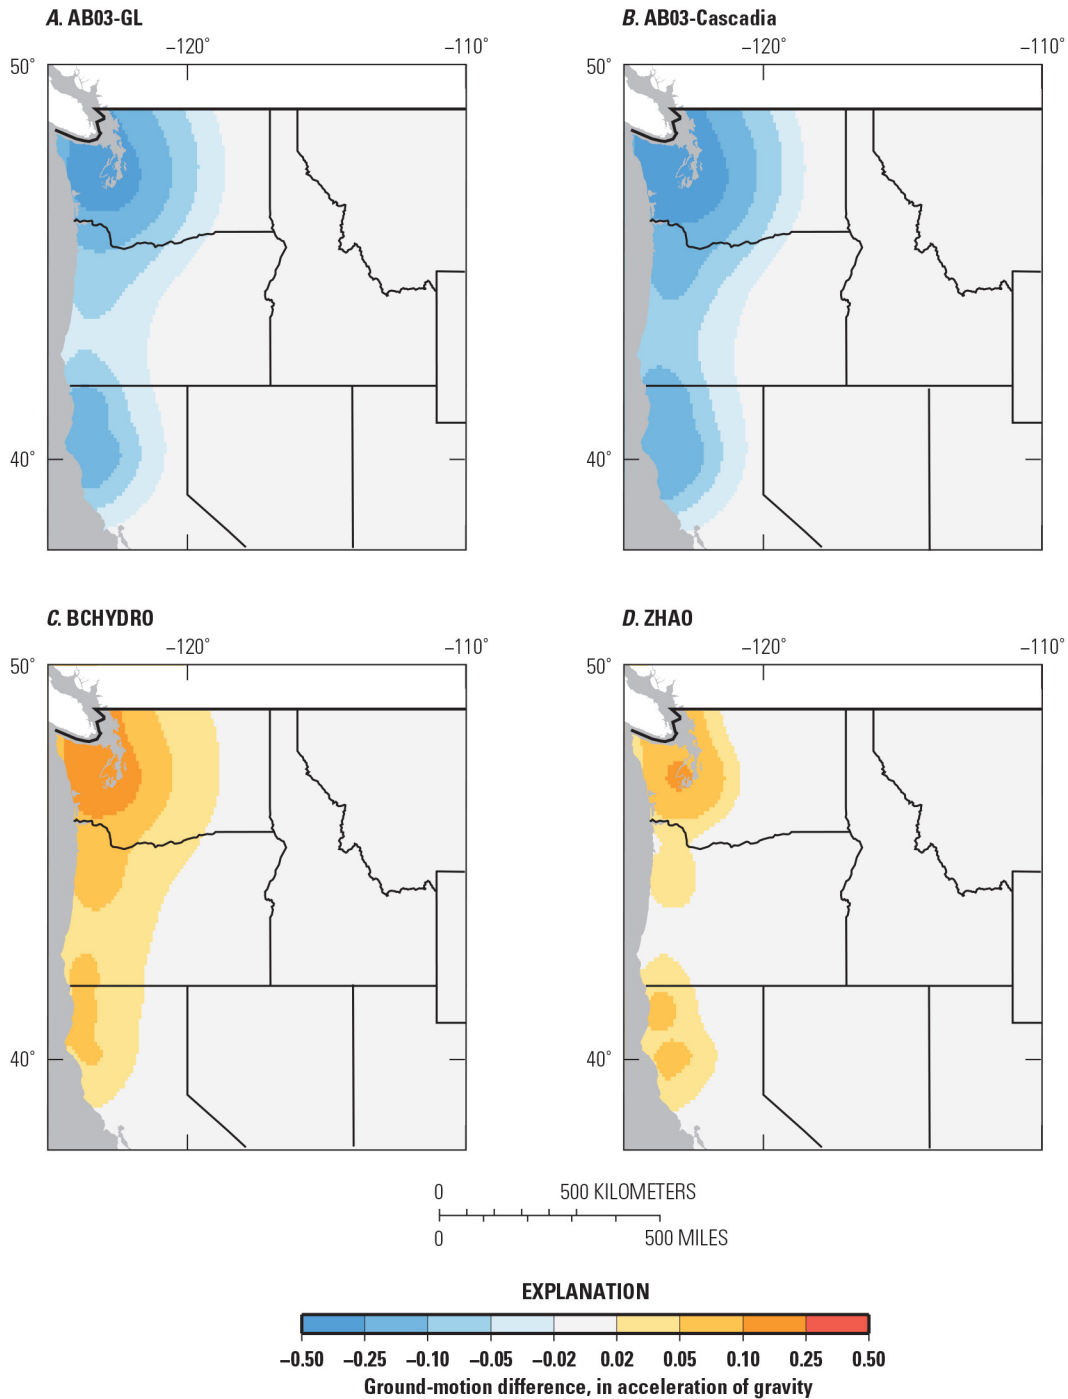 A. AB03-GL
B. AB03-Cascadia
−120° −110° −120° −110°
50° 50°
40° 40°
C. BCHYDRO
D. ZHAO
−120° −110° −120° −110°
50° 50°
40° 40°
0 500 KILOMETERS
0 500 MILES
EXPLANATION
−0.50 −0.25 −0.10 −0.05 −0.02 0.02 0.05 0.10 0.25 0.50
Ground-motion difference, in acceleration of gravity